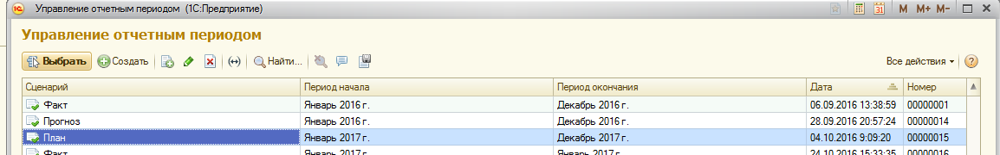 Управление отчетным периодом (1С:Предприятие)
M M+ M-
Управление отчетным периодом
Выбрать Создать Найти... Все действия
Сценарий Период начала Период окончания Дата Номер
Факт Январь 2016 г. Декабрь 2016 г. 06.09.2016 13:38:59 00000001
Прогноз Январь 2016 г. Декабрь 2016 г. 28.09.2016 20:57:24 00000014
План Январь 2017 г. Декабрь 2017 г. 04.10.2016 9:09:20 00000015
Факт Январь 2017 г. Январь 2017 г. 24.10.2016 15:33:35 00000016